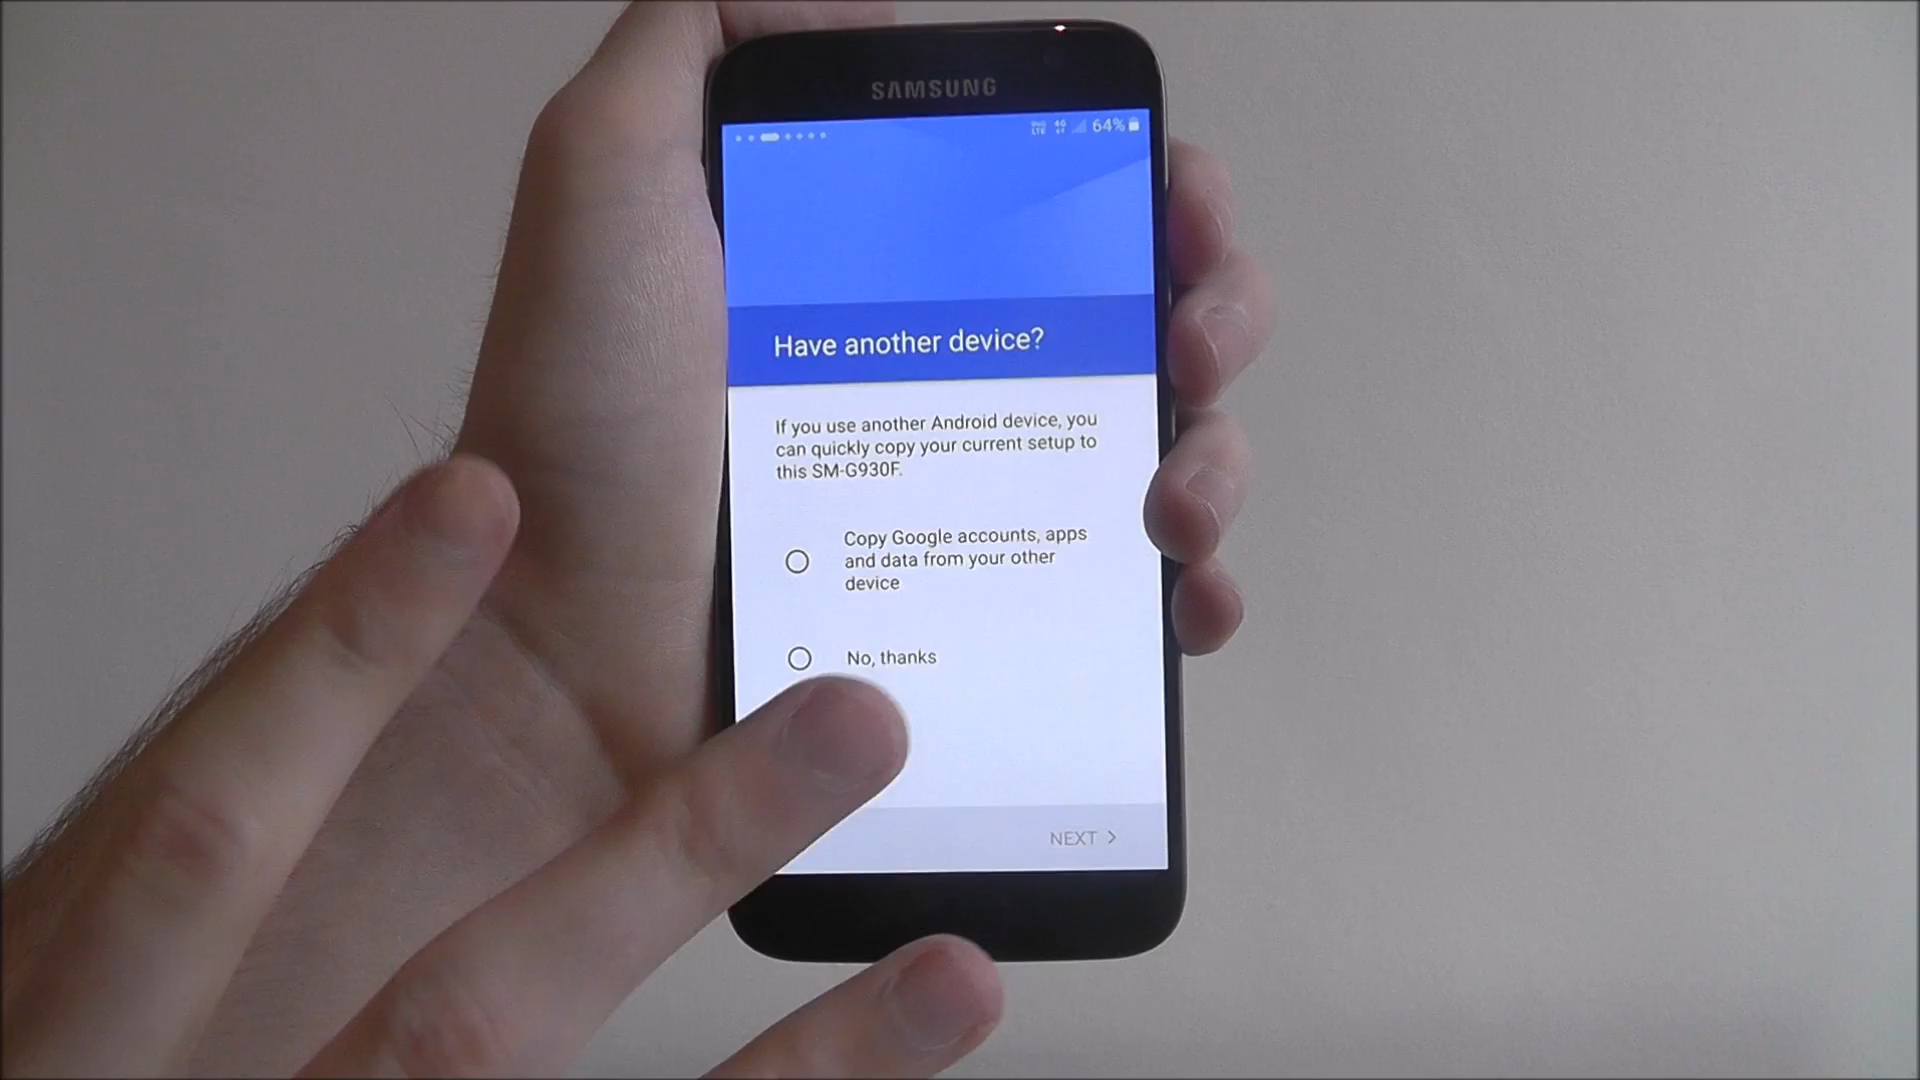 SAMSUNG
64%
Have another device?
If you use another Android device, you
can quickly copy your current setup to
this SM-G930F.
Copy Google accounts, apps
and data from your other
device
No, thanks
NEXT >